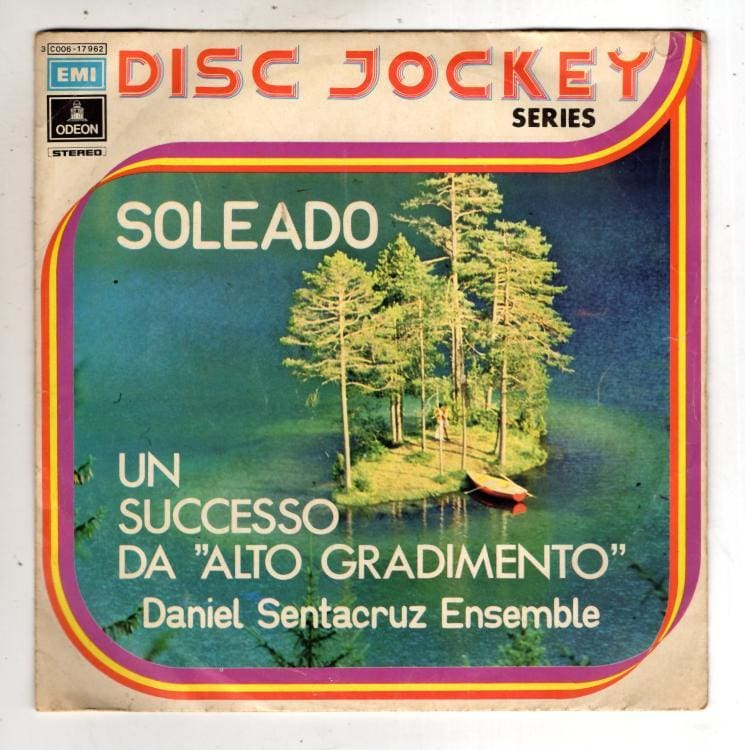 3 C006-17962
EMI
ODEON
STEREO
DISC JOCKEY
SERIES
SOLEADO
UN
SUCCESSO
DA "ALTO GRADIMENTO"
Daniel Sentacruz Ensemble